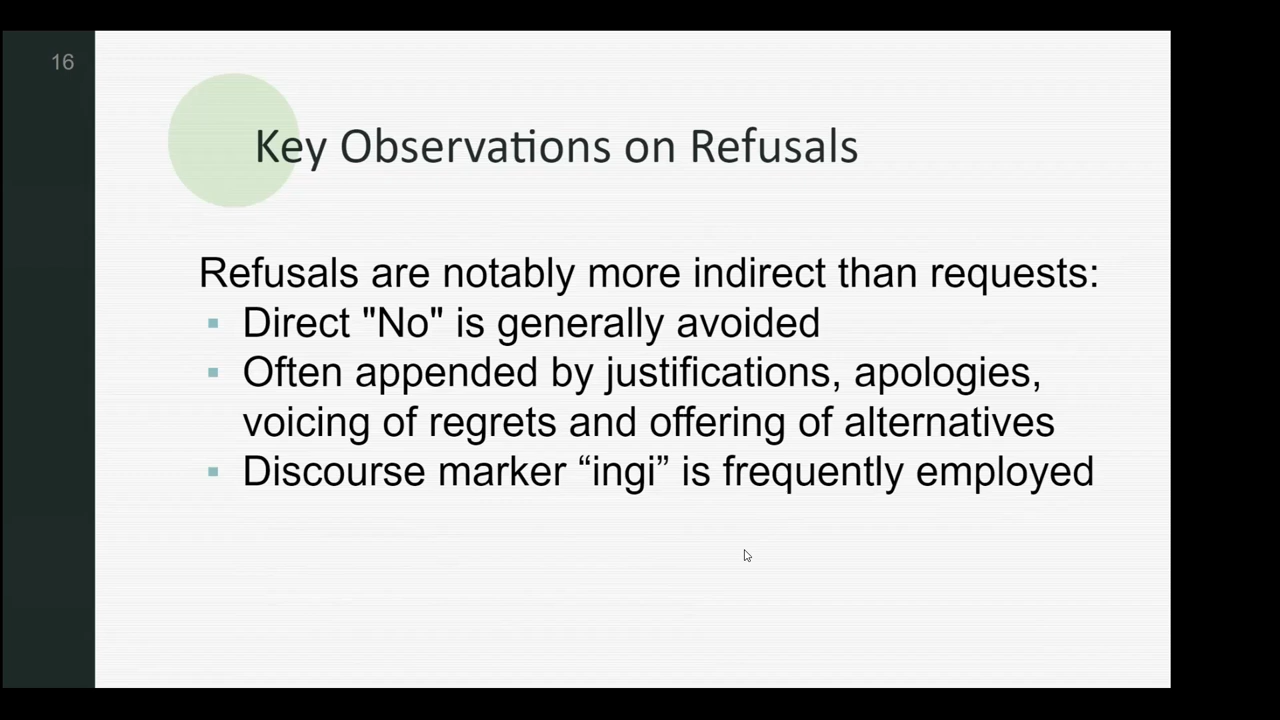 16
Key Observations on Refusals
Refusals are notably more indirect than requests:
▪ Direct "No" is generally avoided
▪ Often appended by justifications, apologies,
voicing of regrets and offering of alternatives
▪ Discourse marker “ingi” is frequently employed